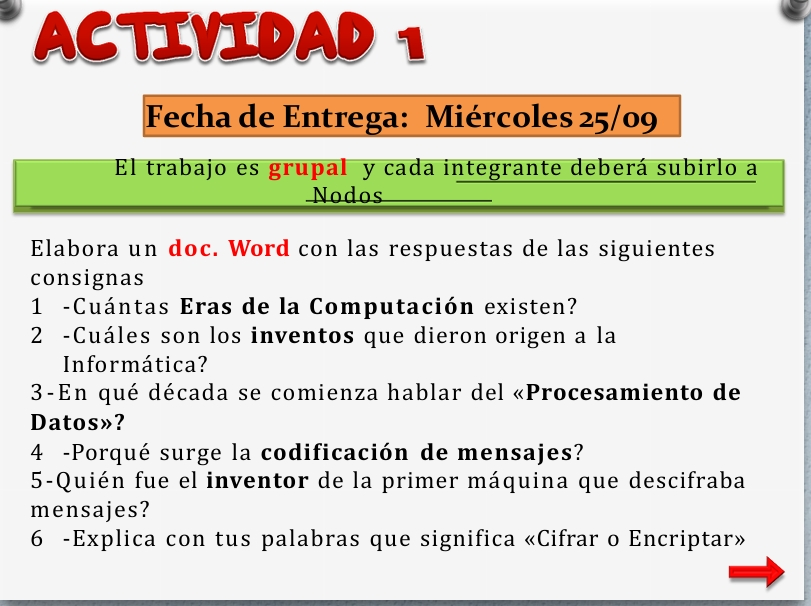 ACTIVIDAD 1
Fecha de Entrega: Miércoles 25/09
El trabajo es grupal y cada integrante deberá subirlo a
Nodos
Elabora un doc. Word con las respuestas de las siguientes
consignas
1 -Cuántas Eras de la Computación existen?
2 -Cuáles son los inventos que dieron origen a la
Informática?
3-En qué década se comienza hablar del «Procesamiento de
Datos»?
4 -Porqué surge la codificación de mensajes?
5-Quién fue el inventor de la primer máquina que descifraba
mensajes?
6 -Explica con tus palabras que significa «Cifrar o Encriptar»